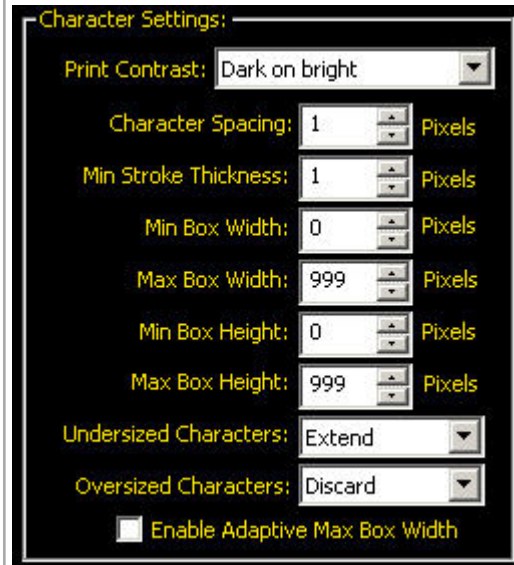 Character Settings:
Print Contrast: Dark on bright
Character Spacing: 1 Pixels
Min Stroke Thickness: 1 Pixels
Min Box Width: 0 Pixels
Max Box Width: 999 Pixels
Min Box Height: 0 Pixels
Max Box Height: 999 Pixels
Undersized Characters: Extend
Oversized Characters: Discard
Enable Adaptive Max Box Width